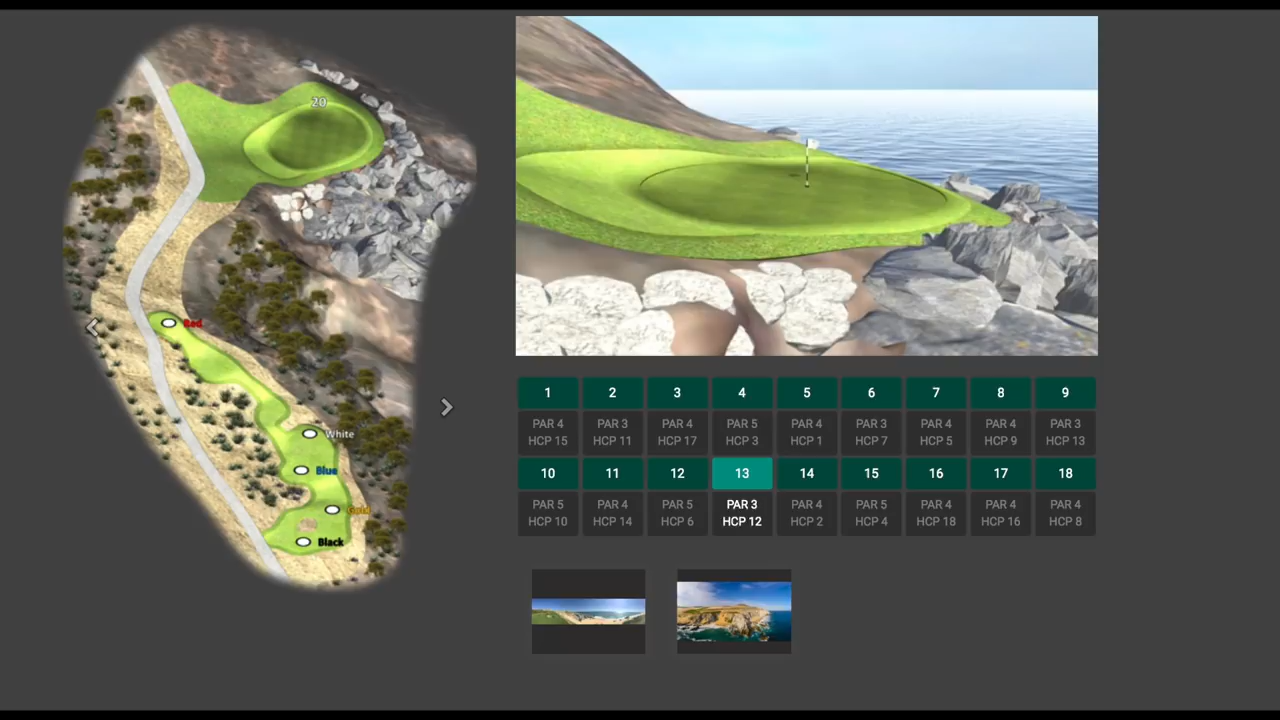 20
Red
White
Blue
Gold
Black
1 2 3 4 5 6 7 8 9
PAR 4 PAR 3 PAR 4 PAR 5 PAR 4 PAR 3 PAR 4 PAR 4 PAR 3
HCP 15 HCP 11 HCP 17 HCP 3 HCP 1 HCP 7 HCP 5 HCP 9 HCP 13
10 11 12 13 14 15 16 17 18
PAR 5 PAR 4 PAR 5 PAR 3 PAR 4 PAR 5 PAR 4 PAR 4 PAR 4
HCP 10 HCP 14 HCP 6 HCP 12 HCP 2 HCP 4 HCP 18 HCP 16 HCP 8